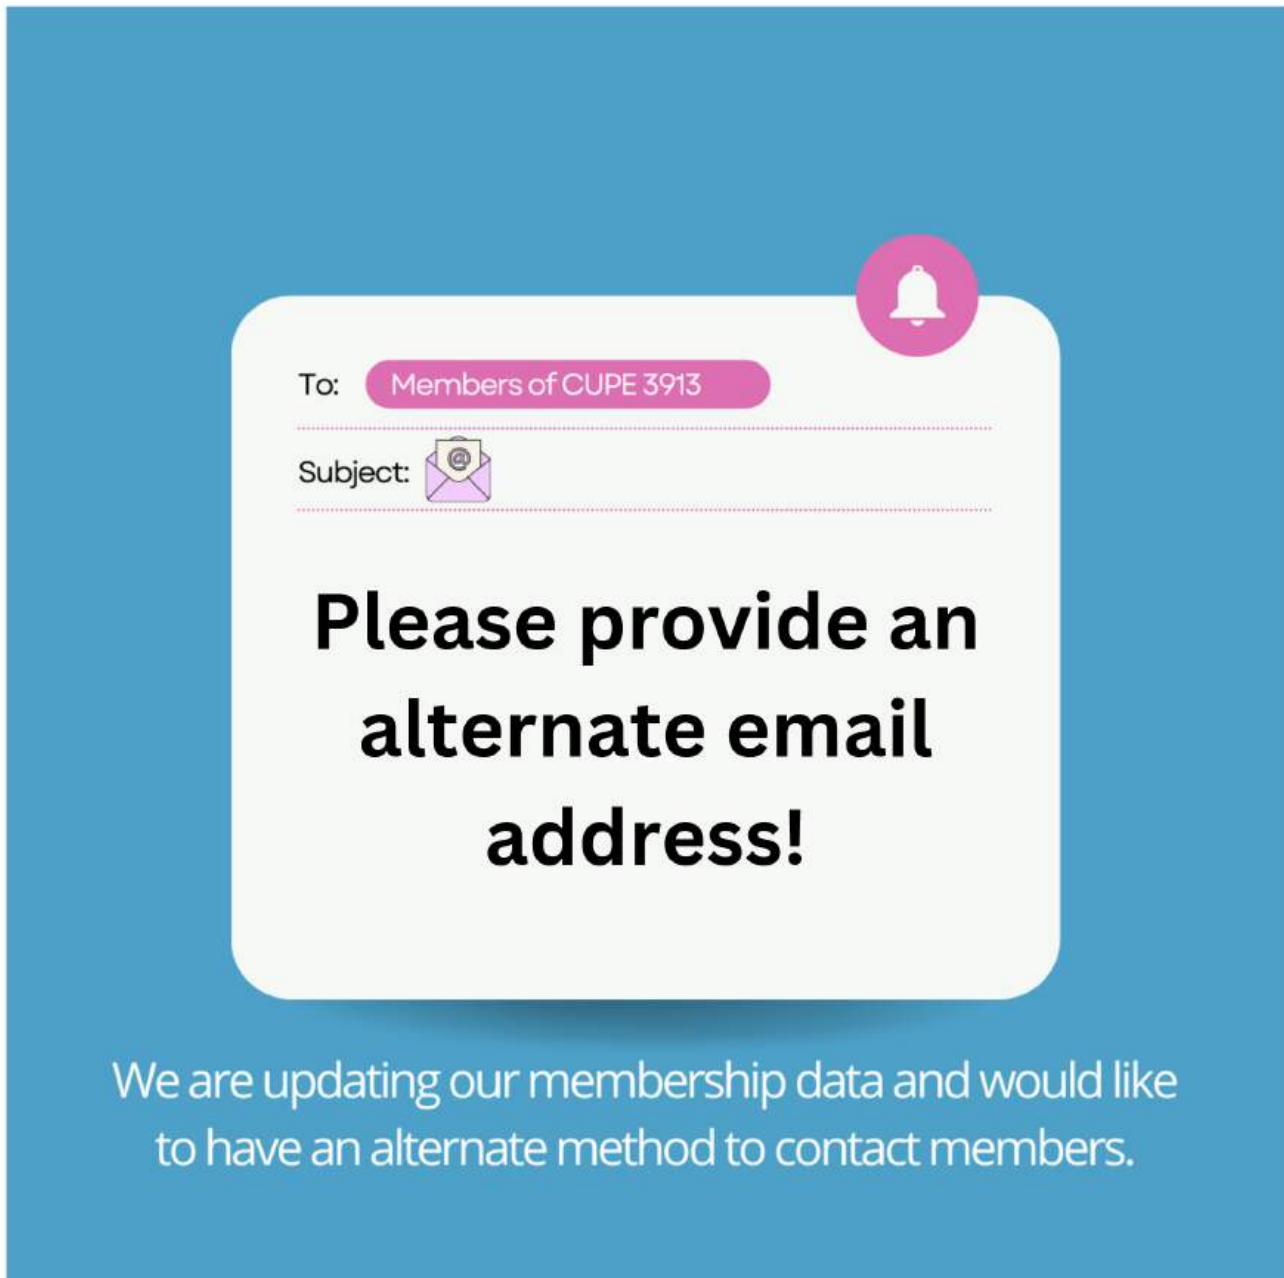 To: Members of CUPE 3913
Subject: @
Please provide an
alternate email
address!
We are updating our membership data and would like
to have an alternate method to contact members.